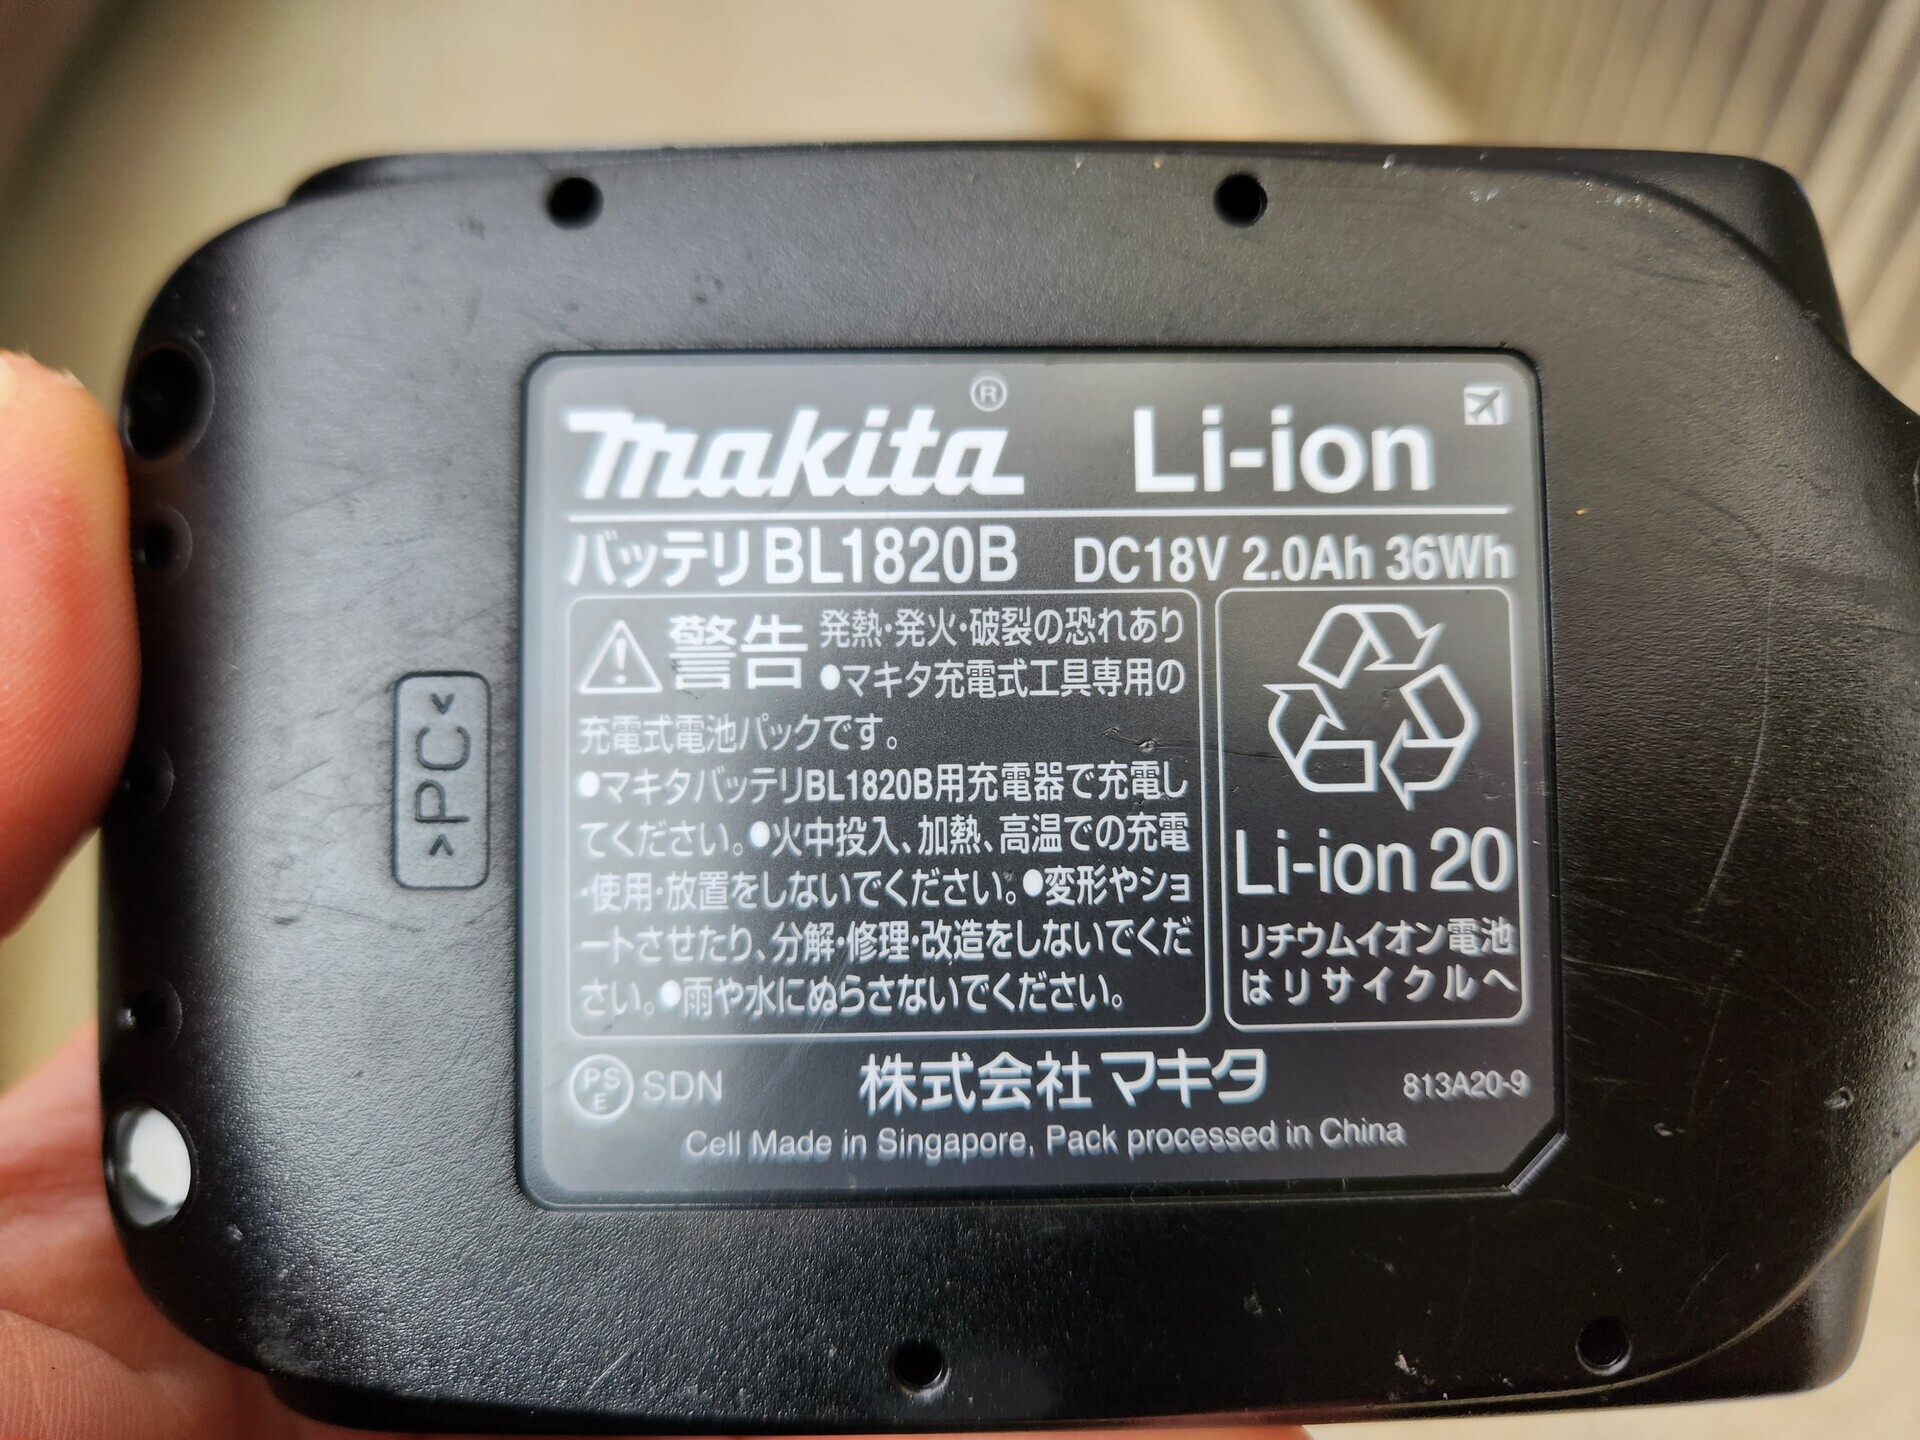 makita® Li-ion
バッテリ BL1820B DC18V 2.0Ah 36Wh
警告 発熱・発火・破裂の恐れあり
●マキタ充電式工具専用の
充電式電池パックです。
●マキタバッテリBL1820B用充電器で充電し
てください。●火中投入、加熱、高温での充電
・使用・放置をしないでください。●変形やショ
ートさせたり、分解・修理・改造をしないでくだ
さい。●雨や水にぬらさないでください。
Li-ion 20
リチウムイオン電池
はリサイクルへ
PSE SDN 株式会社マキタ 813A20-9
Cell Made in Singapore, Pack processed in China
>PC<